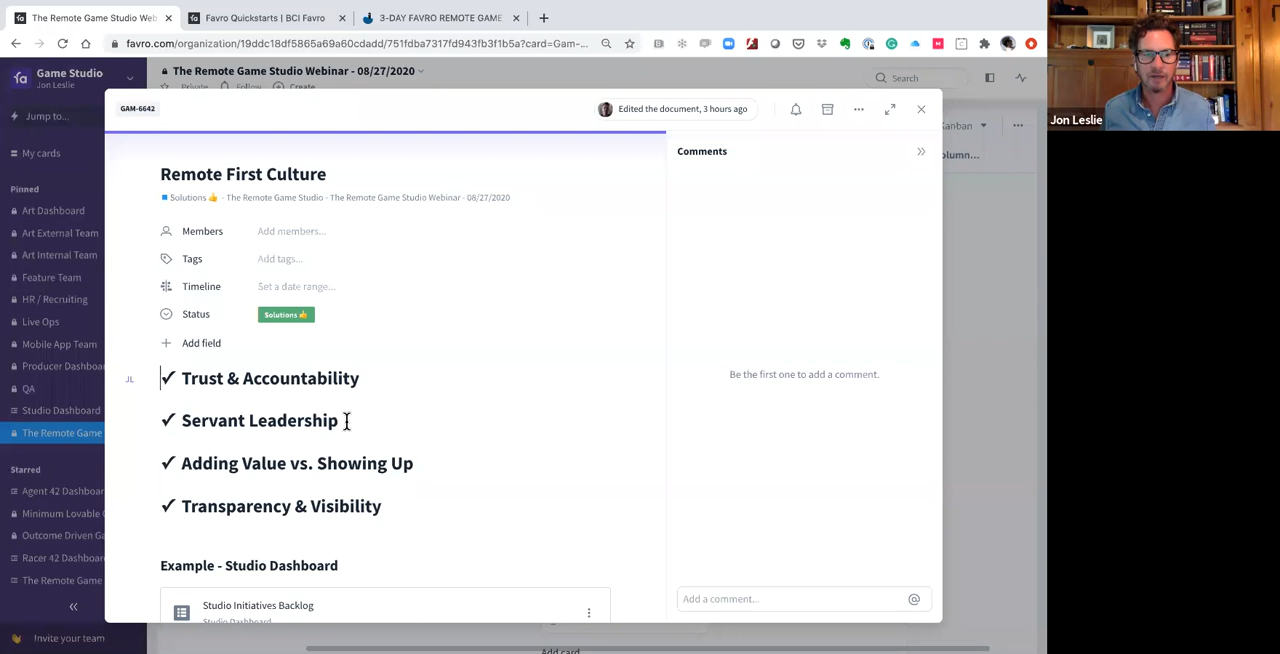 The Remote Game Studio Web
Favro Quickstarts | BCI Favro
3-DAY FAVRO REMOTE GAME
favro.com/organization/19ddc18df5865a69a60cdadd/751fdba7317fd943fb3f1b5a?card=Gam-...
Game Studio
Jon Leslie
The Remote Game Studio Webinar - 08/27/2020
Private
Follow
Create
Search
Jump to...
My cards
Pinned
Art Dashboard
Art External Team
Art Internal Team
Feature Team
HR / Recruiting
Live Ops
Mobile App Team
Producer Dashboa
QA
Studio Dashboard
The Remote Game
Starred
Agent 42 Dashboar
Minimum Lovable
Outcome Driven Ga
Racer 42 Dashboar
The Remote Game
Invite your team
GAM-6642
Edited the document, 3 hours ago
Remote First Culture
Solutions 👍 - The Remote Game Studio - The Remote Game Studio Webinar - 08/27/2020
Members Add members...
Tags Add tags...
Timeline Set a date range...
Status Solutions 👍
Add field
JL
✓ Trust & Accountability
✓ Servant Leadership
✓ Adding Value vs. Showing Up
✓ Transparency & Visibility
Example - Studio Dashboard
Studio Initiatives Backlog
Studio Dashboard
Comments
Be the first one to add a comment.
Add a comment...
Kanban
olumn...
Add card
Jon Leslie